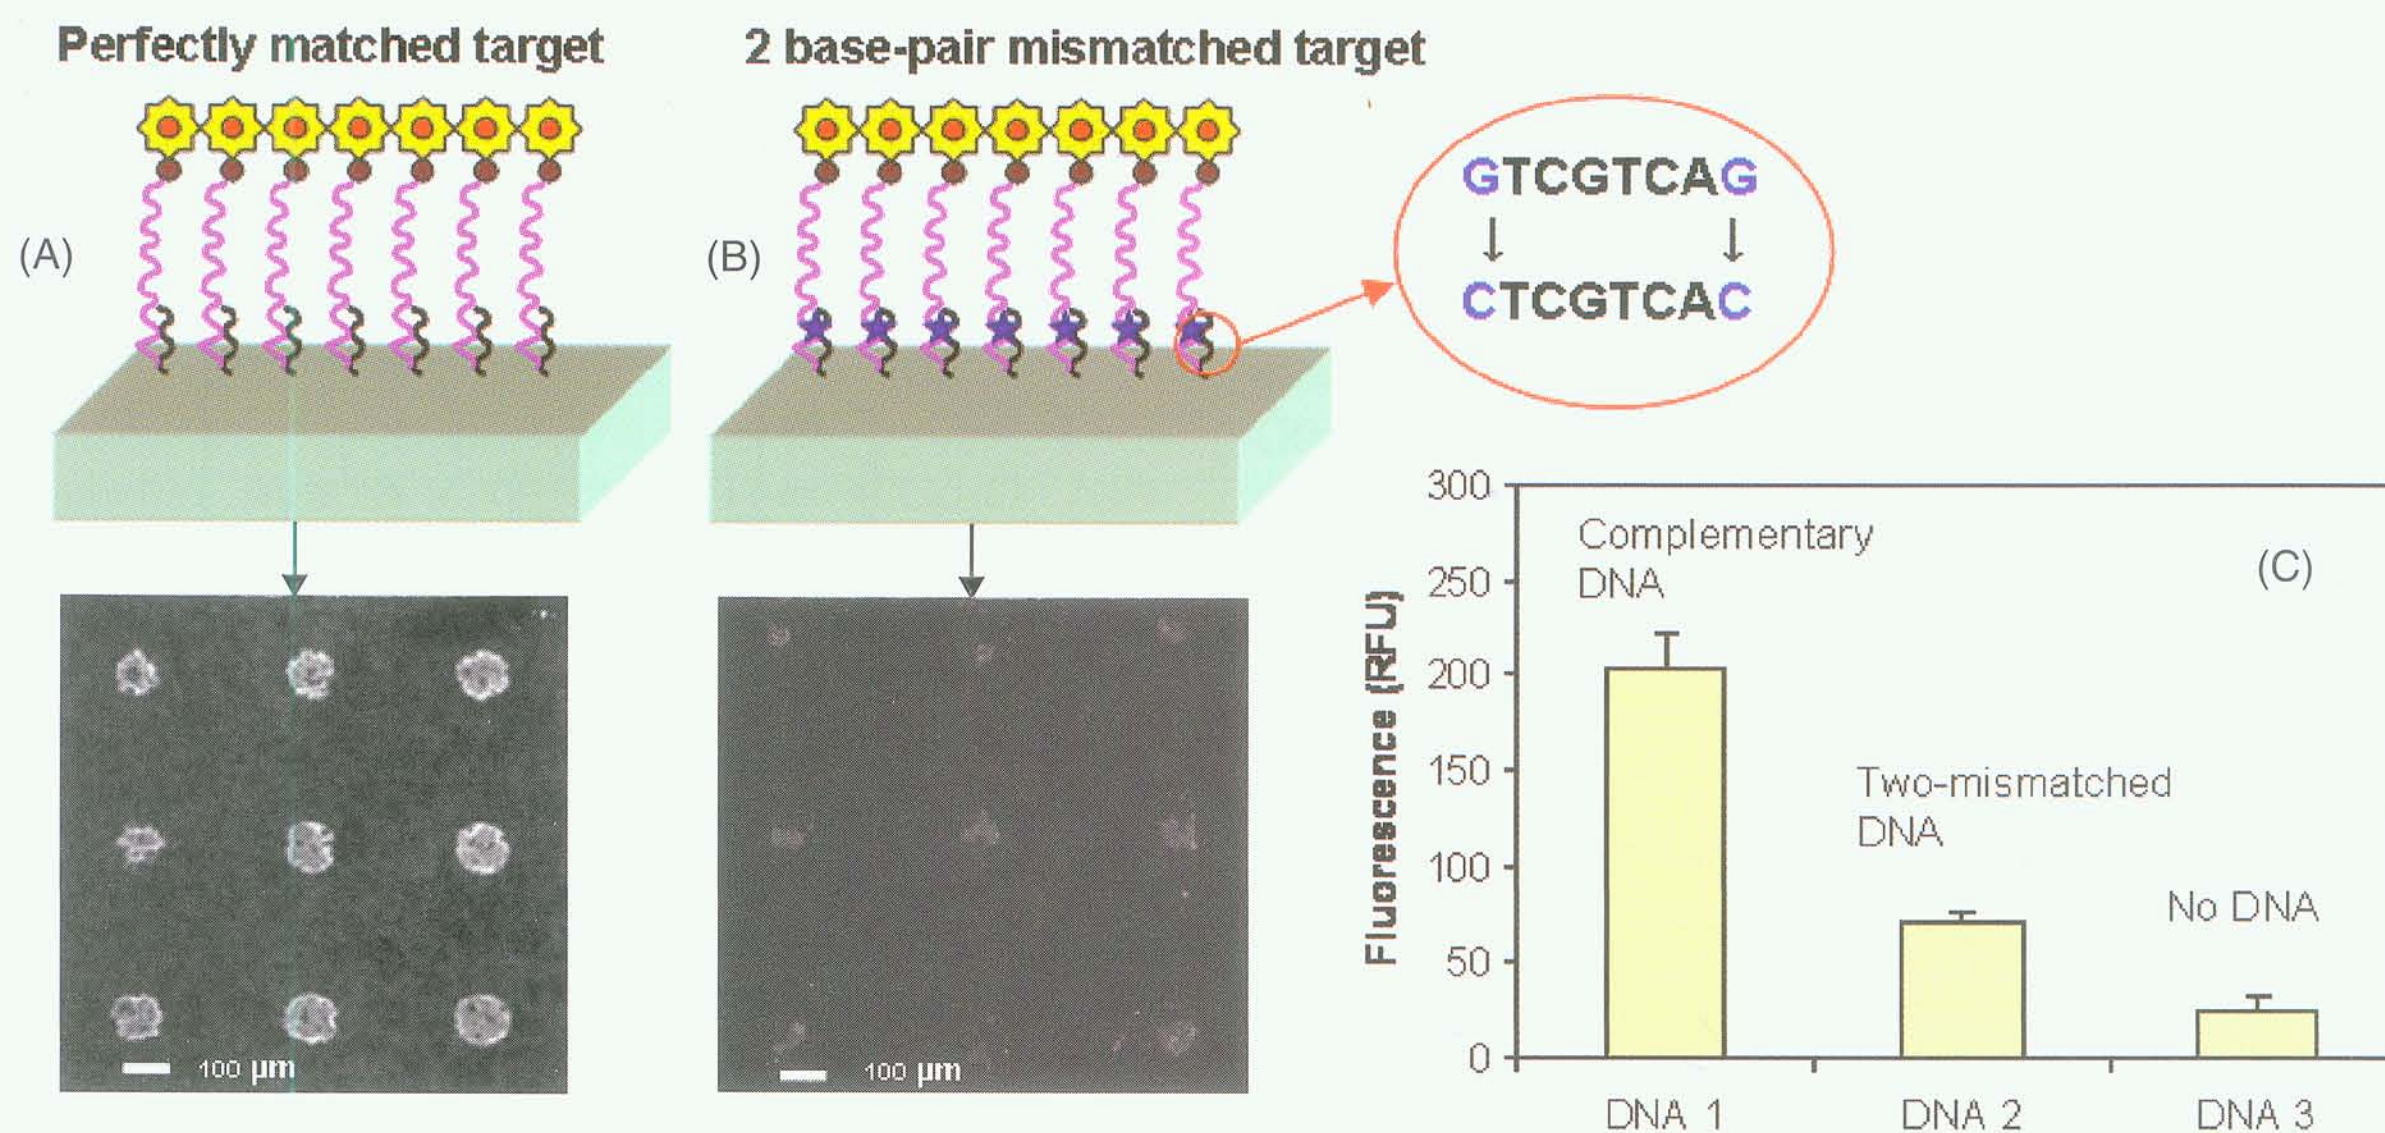 Perfectly matched target
2 base-pair mismatched target
(A)
(B)
GTCGTCAG
↓ ↓
CTCGTCAC
100 μm
100 μm
(C)
Fluorescence (RFU)
300
250
200
150
100
50
0
Complementary
DNA
Two-mismatched
DNA
No DNA
DNA 1
DNA 2
DNA 3